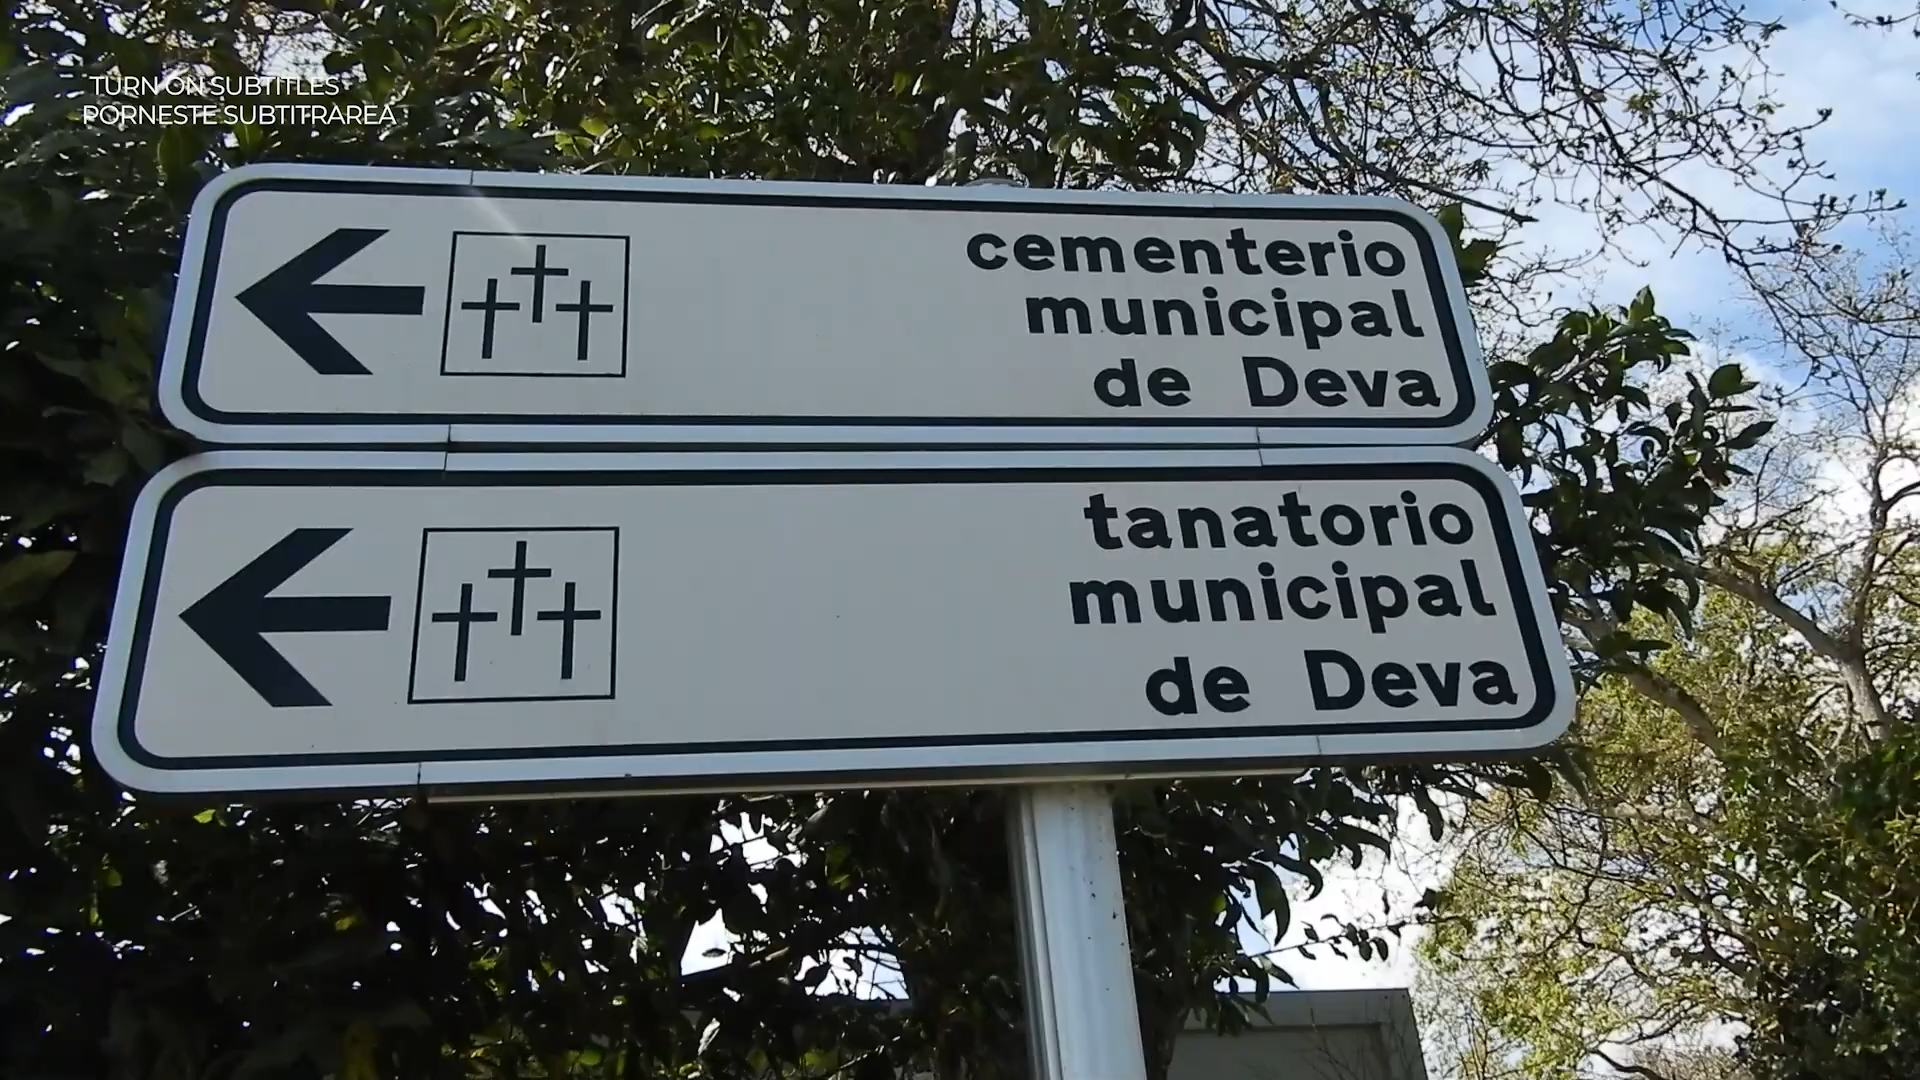 TURN ON SUBTITLES
PORNESTE SUBTITRAREA
cementerio
municipal
de Deva
tanatorio
municipal
de Deva